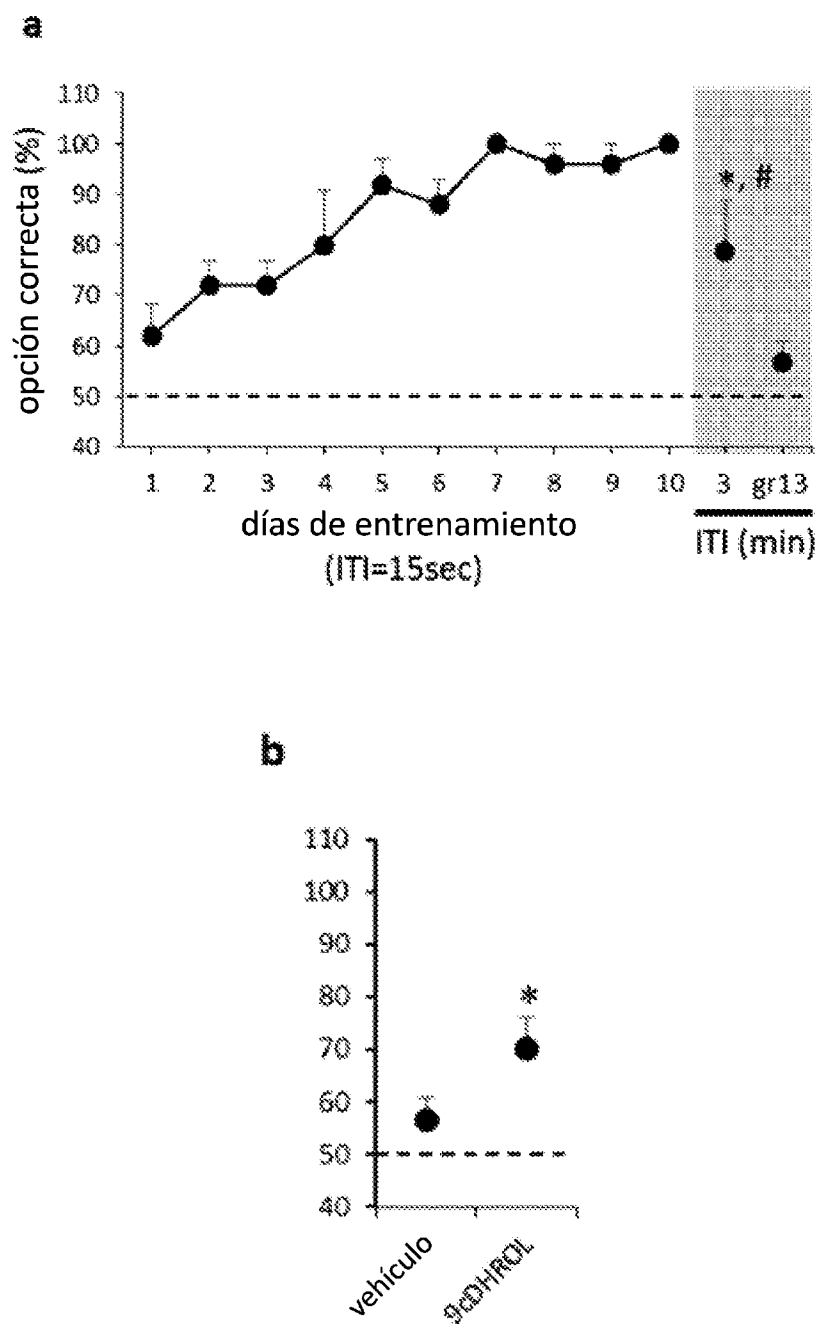 a
opción correcta (%)
110
100
90
80
70
60
50
40
*, #
1 2 3 4 5 6 7 8 9 10 3 gr13
días de entrenamiento
(ITI=15sec)
ITI (min)
b
110
100
90
80
70
60
50
40
*
vehículo
9cDHROL